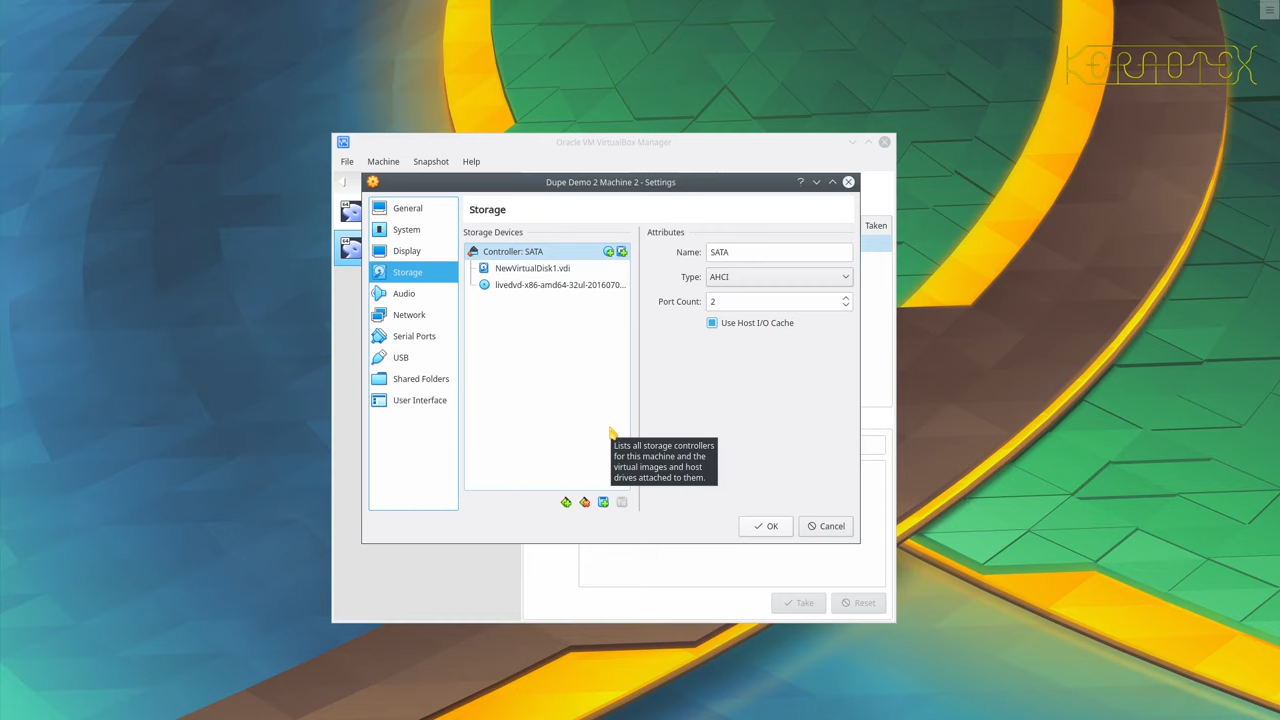 KERAOTEX
Oracle VM VirtualBox Manager
File Machine Snapshot Help
Dupe Demo 2 Machine 2 - Settings
General
System
Display
Storage
Audio
Network
Serial Ports
USB
Shared Folders
User Interface
Storage
Storage Devices
Controller: SATA
NewVirtualDisk1.vdi
livedvd-x86-amd64-32ul-2016070...
Attributes
Name: SATA
Type: AHCI
Port Count: 2
Use Host I/O Cache
Lists all storage controllers
for this machine and the
virtual images and host
drives attached to them.
OK Cancel
Taken
Take Reset
64
64